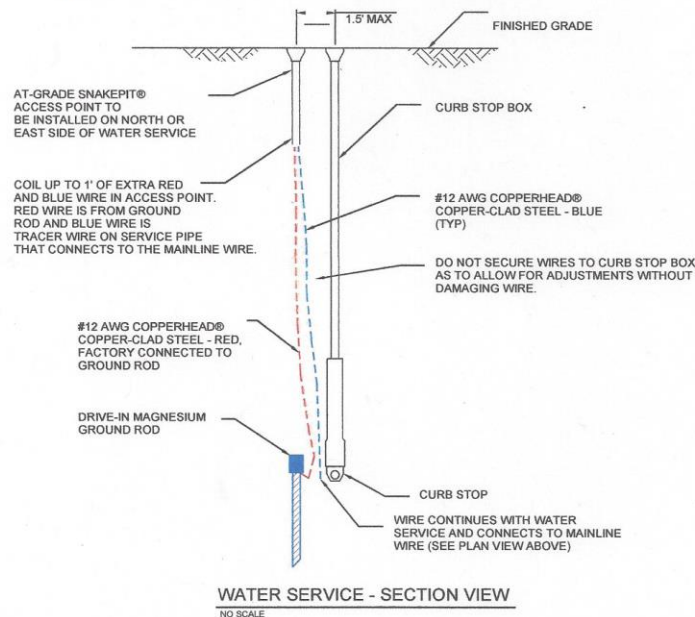 1.5' MAX
FINISHED GRADE
AT-GRADE SNAKEPIT®
ACCESS POINT TO
BE INSTALLED ON NORTH OR
EAST SIDE OF WATER SERVICE
CURB STOP BOX
COIL UP TO 1' OF EXTRA RED
AND BLUE WIRE IN ACCESS POINT.
RED WIRE IS FROM GROUND
ROD AND BLUE WIRE IS
TRACER WIRE ON SERVICE PIPE
THAT CONNECTS TO THE MAINLINE WIRE.
#12 AWG COPPERHEAD®
COPPER-CLAD STEEL - BLUE
(TYP)
DO NOT SECURE WIRES TO CURB STOP BOX
AS TO ALLOW FOR ADJUSTMENTS WITHOUT
DAMAGING WIRE.
#12 AWG COPPERHEAD®
COPPER-CLAD STEEL - RED,
FACTORY CONNECTED TO
GROUND ROD
DRIVE-IN MAGNESIUM
GROUND ROD
CURB STOP
WIRE CONTINUES WITH WATER
SERVICE AND CONNECTS TO MAINLINE
WIRE (SEE PLAN VIEW ABOVE)
WATER SERVICE - SECTION VIEW
NO SCALE